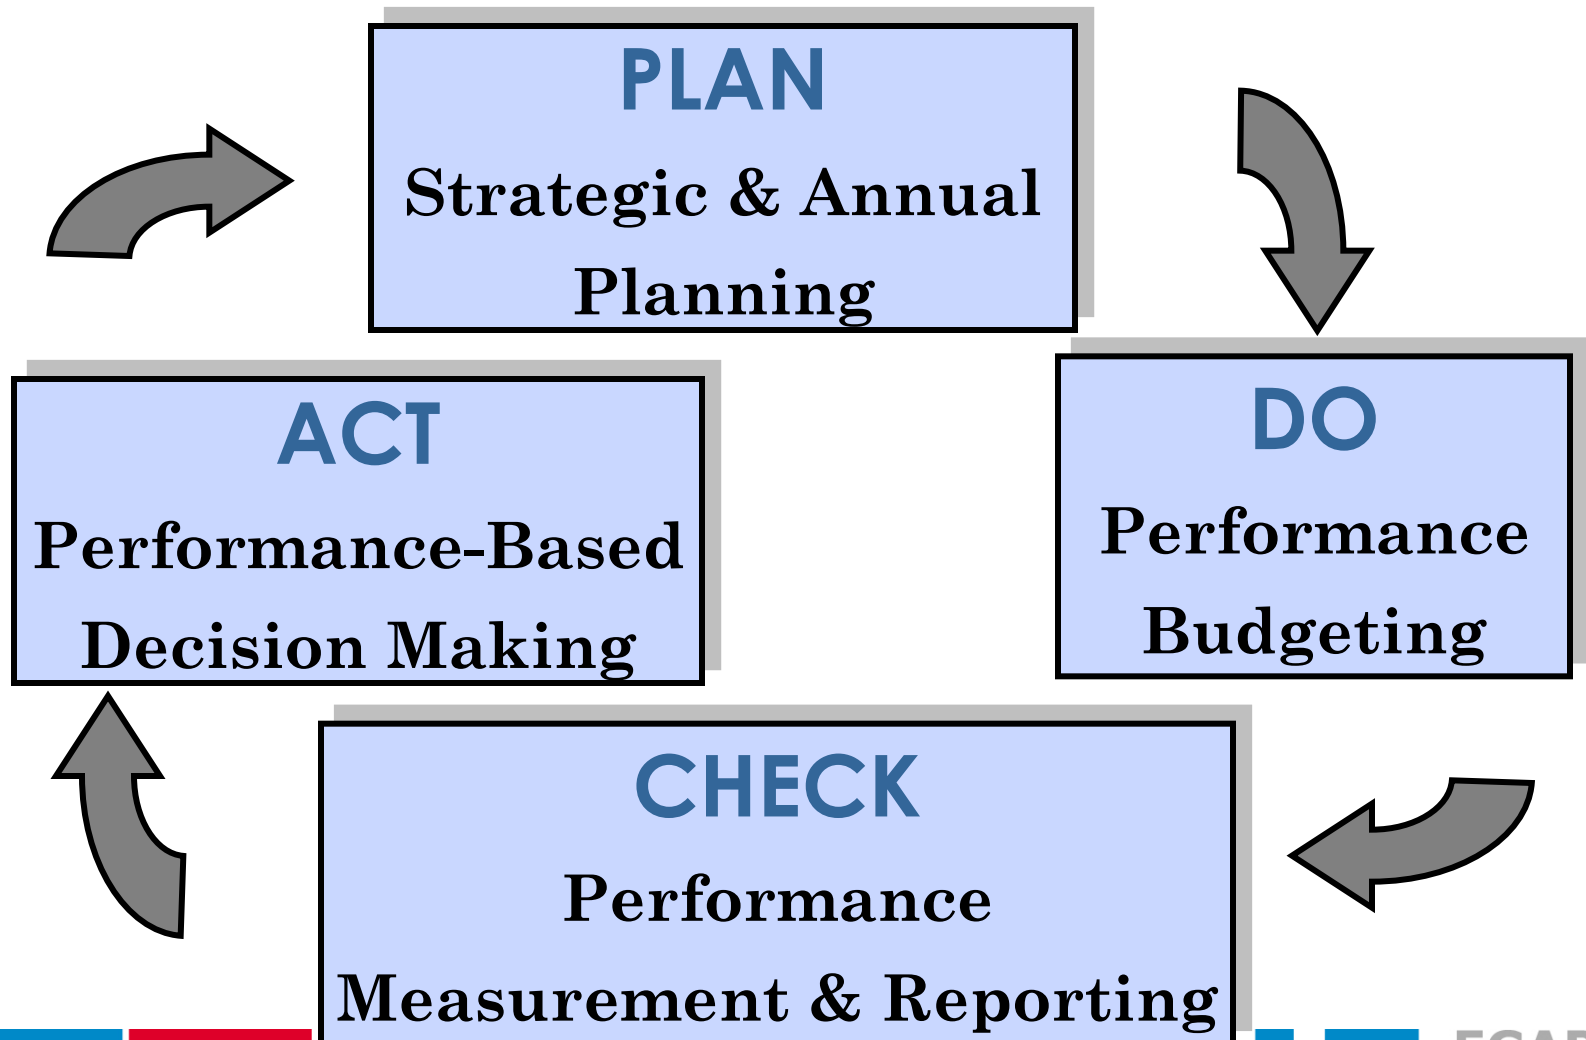 PLAN
Strategic & Annual
Planning
ACT
Performance-Based
Decision Making
DO
Performance
Budgeting
CHECK
Performance
Measurement & Reporting